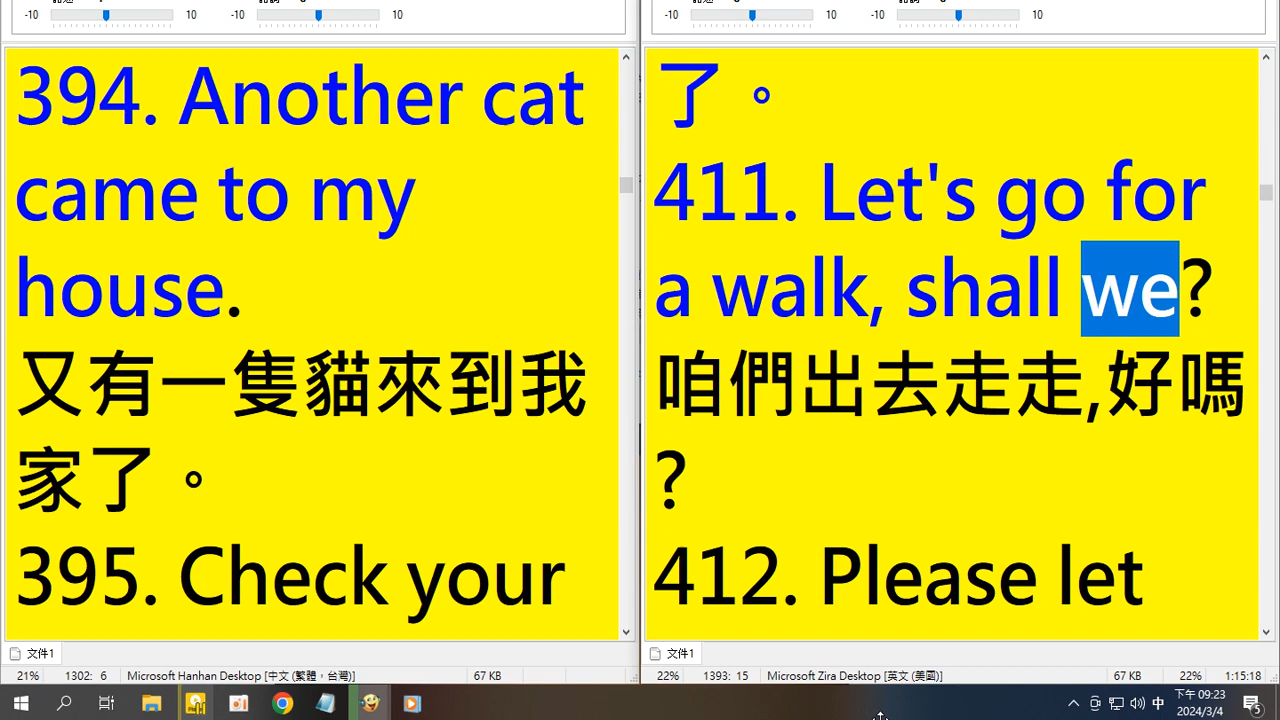 -10
10
-10
10
394. Another cat
came to my
house.
又有一隻貓來到我
家了。
395. Check your
文件1
21%
1302: 6
Microsoft Hanhan Desktop [中文 (繁體，台灣)]
67 KB
-10
10
-10
10
了。
411. Let's go for
a walk, shall we?
咱們出去走走,好嗎
?
412. Please let
文件1
22%
1393: 15
Microsoft Zira Desktop [英文 (美國)]
67 KB
1:15:18
22%
中
下午 09:23
2024/3/4
5